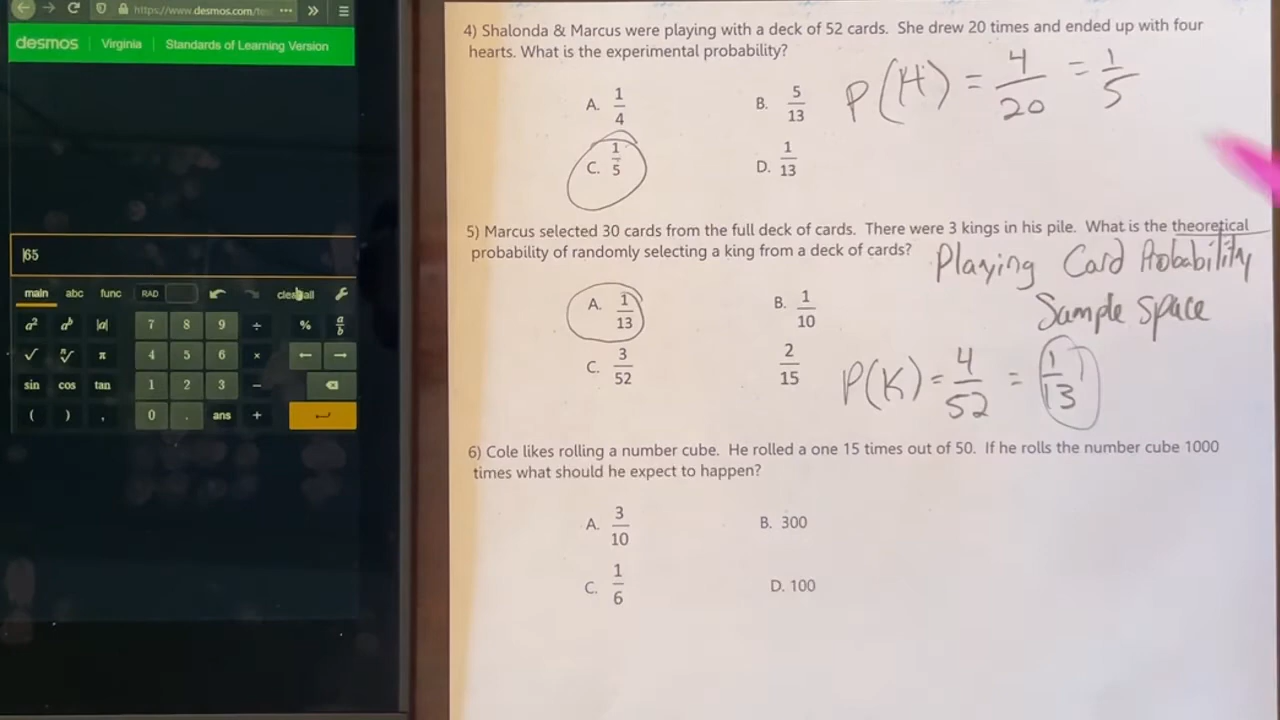 https://www.desmos.com/tes
desmos Virginia Standards of Learning Version
65
main abc func RAD clear all
a² aᵇ |a| 7 8 9 ÷ % a/b
√ ⁿ√ π 4 5 6 × ← →
sin cos tan 1 2 3 −
( ) , 0 . ans +
4) Shalonda & Marcus were playing with a deck of 52 cards. She drew 20 times and ended up with four
hearts. What is the experimental probability?
P(H) = 4/20 = 1/5
A. 1/4 B. 5/13
C. 1/5 D. 1/13
5) Marcus selected 30 cards from the full deck of cards. There were 3 kings in his pile. What is the theoretical
probability of randomly selecting a king from a deck of cards?
Playing Card Probability
Sample Space
A. 1/13 B. 1/10
C. 3/52 2/15
P(K) = 4/52 = 1/13
6) Cole likes rolling a number cube. He rolled a one 15 times out of 50. If he rolls the number cube 1000
times what should he expect to happen?
A. 3/10 B. 300
C. 1/6 D. 100